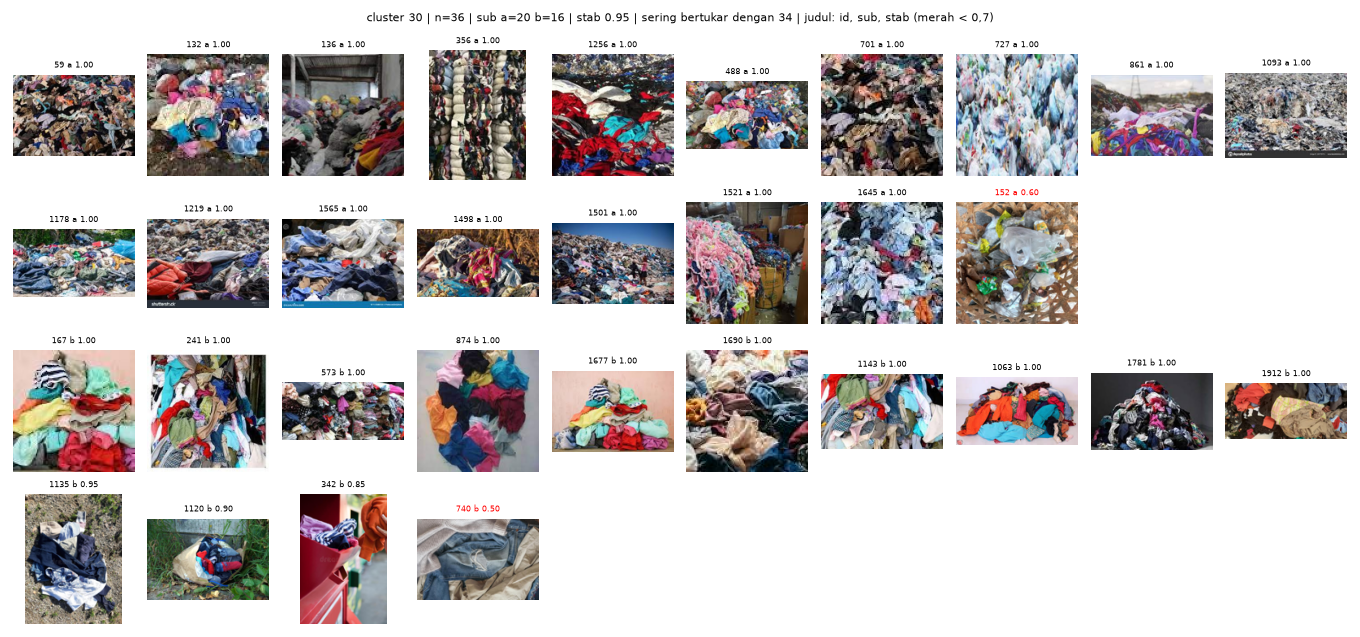 cluster 30 | n=36 | sub a=20 b=16 | stab 0.95 | sering bertukar dengan 34 | judul: id, sub, stab (merah < 0,7)
59 a 1.00
132 a 1.00
136 a 1.00
356 a 1.00
1256 a 1.00
488 a 1.00
701 a 1.00
727 a 1.00
861 a 1.00
1093 a 1.00
1178 a 1.00
1219 a 1.00
1565 a 1.00
1498 a 1.00
1501 a 1.00
1521 a 1.00
1645 a 1.00
152 a 0.60
shutterstock
167 b 1.00
241 b 1.00
573 b 1.00
874 b 1.00
1677 b 1.00
1690 b 1.00
1143 b 1.00
1063 b 1.00
1781 b 1.00
1912 b 1.00
1135 b 0.95
1120 b 0.90
342 b 0.85
740 b 0.50